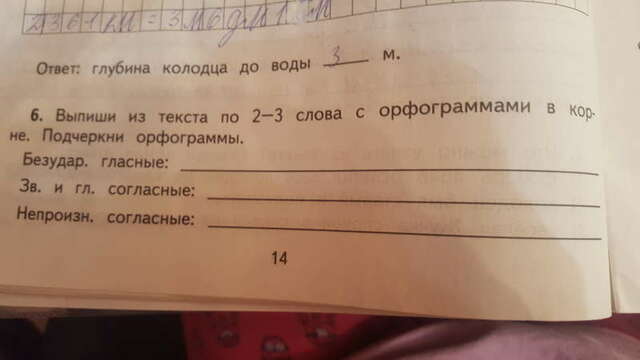 Ответ: глубина колодца до воды 3 м.
6. Выпиши из текста по 2—3 слова с орфограммами в кор-
не. Подчеркни орфограммы.
Безудар. гласные:
Зв. и гл. согласные:
Непроизн. согласные:
14